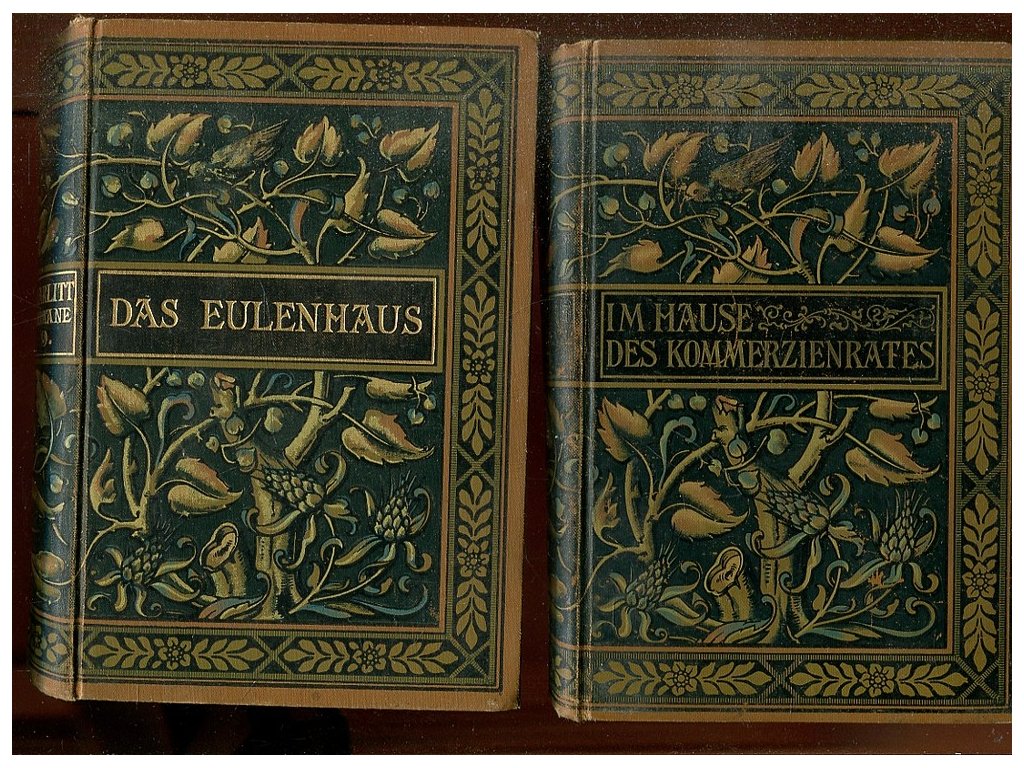 DAS EULENHAUS
IM HAUSE
DES KOMMERZIENRATES